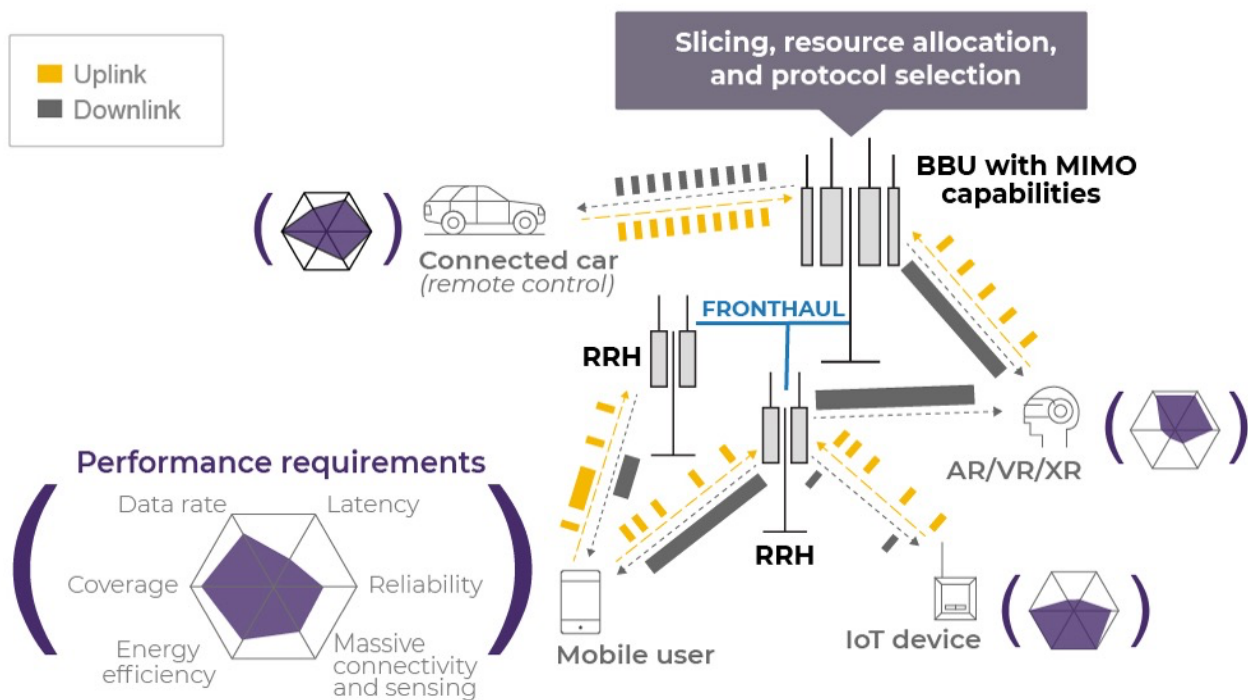 Slicing, resource allocation,
and protocol selection
Uplink
Downlink
BBU with MIMO
capabilities
Connected car
(remote control)
FRONTHAUL
RRH
AR/VR/XR
Performance requirements
Data rate
Latency
Coverage
Reliability
Energy
efficiency
Massive
connectivity
and sensing
RRH
Mobile user
IoT device